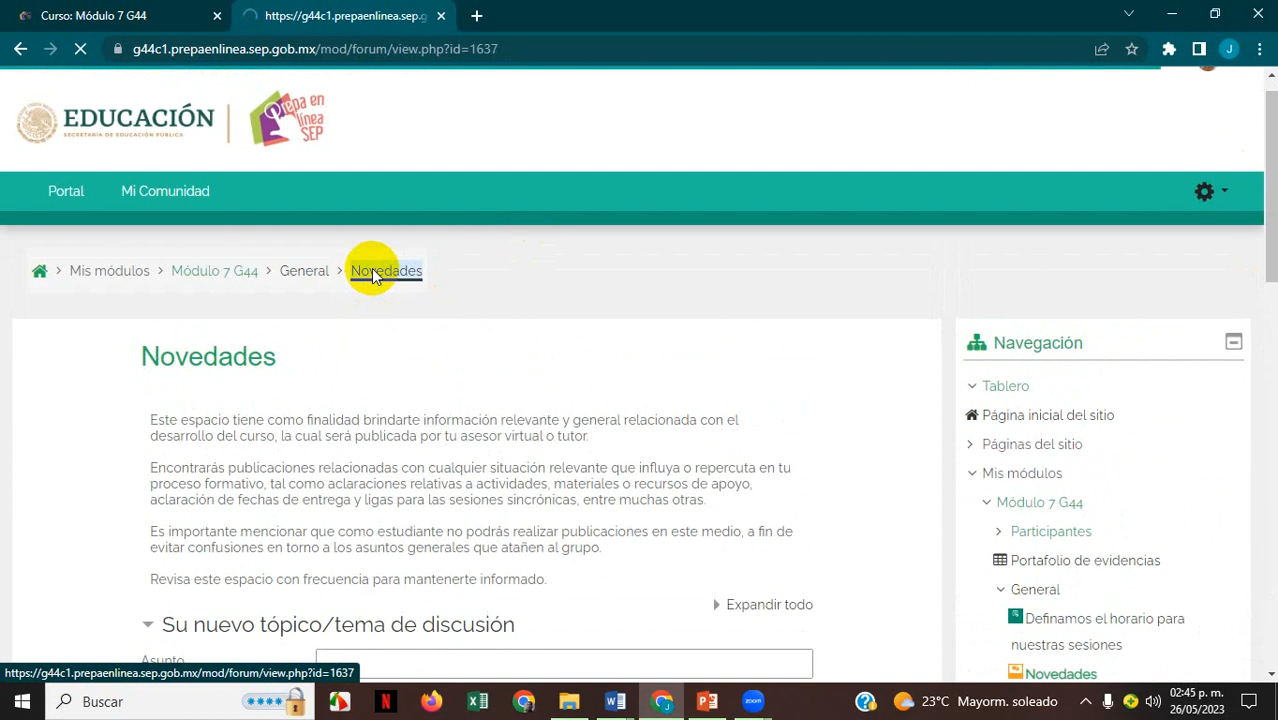 Curso: Módulo 7 G44
https://g44c1.prepaenlinea.sep.g
g44c1.prepaenlinea.sep.gob.mx/mod/forum/view.php?id=1637
J
EDUCACIÓN
SECRETARÍA DE EDUCACIÓN PÚBLICA
Prepa en
línea
SEP
Portal
Mi Comunidad
Mis módulos
Módulo 7 G44
General
Novedades
Novedades
Este espacio tiene como finalidad brindarte información relevante y general relacionada con el
desarrollo del curso, la cual será publicada por tu asesor virtual o tutor.
Encontrarás publicaciones relacionadas con cualquier situación relevante que influya o repercuta en tu
proceso formativo, tal como aclaraciones relativas a actividades, materiales o recursos de apoyo,
aclaración de fechas de entrega y ligas para las sesiones sincrónicas, entre muchas otras.
Es importante mencionar que como estudiante no podrás realizar publicaciones en este medio, a fin de
evitar confusiones en torno a los asuntos generales que atañen al grupo.
Revisa este espacio con frecuencia para mantenerte informado.
Expandir todo
Su nuevo tópico/tema de discusión
Asunto
Navegación
Tablero
Página inicial del sitio
Páginas del sitio
Mis módulos
Módulo 7 G44
Participantes
Portafolio de evidencias
General
Definamos el horario para
nuestras sesiones
Novedades
https://g44c1.prepaenlinea.sep.gob.mx/mod/forum/view.php?id=1637
Buscar
23°C Mayorm. soleado
02:45 p. m.
26/05/2023